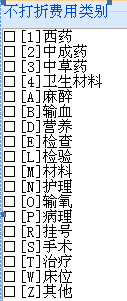 不打折费用类别
[1]西药
[2]中成药
[3]中草药
[4]卫生材料
[A]麻醉
[B]输血
[D]营养
[E]检查
[L]检验
[M]材料
[N]护理
[O]输氧
[P]病理
[R]挂号
[S]手术
[T]治疗
[W]床位
[Z]其他